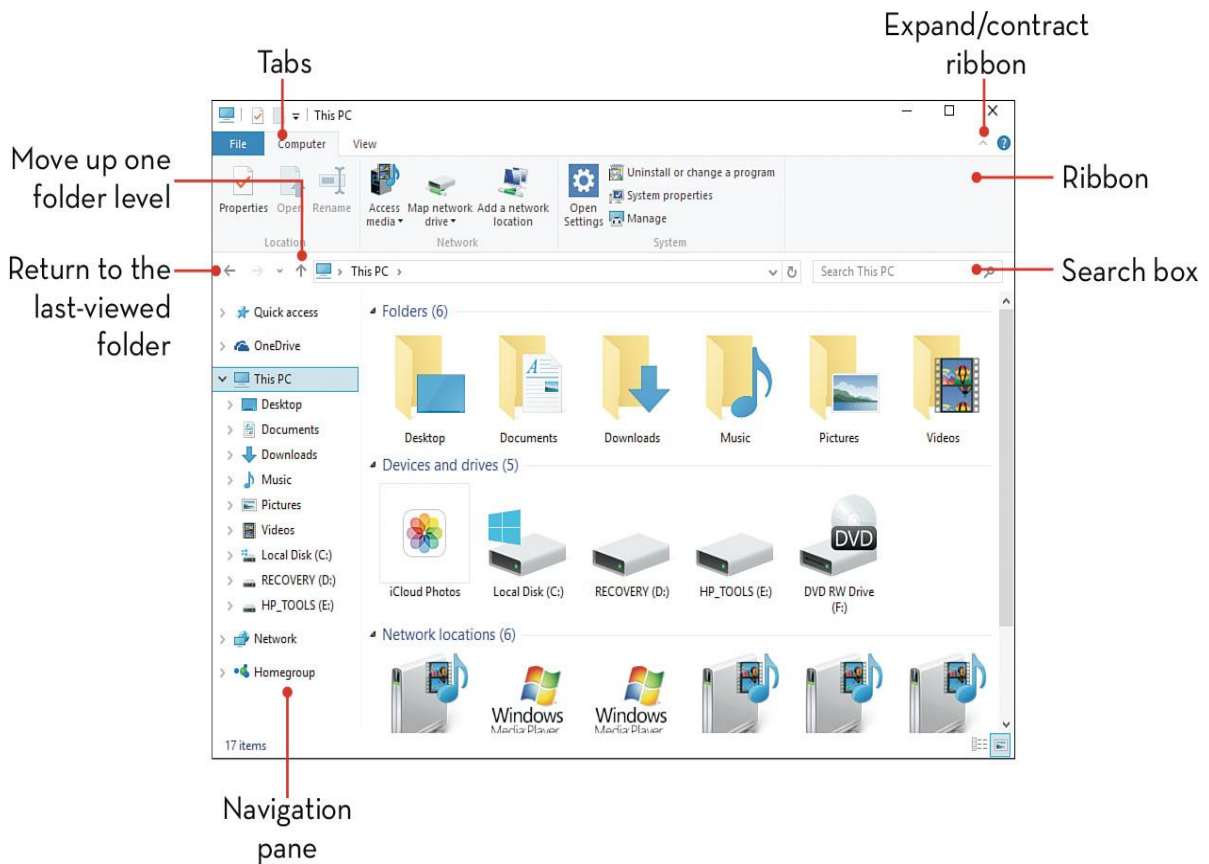 Expand/contract
ribbon
Tabs
This PC
File Computer View
Move up one
folder level
Properties Open Rename
Access
media
Map network
drive
Add a network
location
Open
Settings
Uninstall or change a program
System properties
Manage
Location Network System
Ribbon
Return to the
last-viewed
folder
This PC
Search This PC
Search box
Quick access
OneDrive
This PC
Desktop
Documents
Downloads
Music
Pictures
Videos
Local Disk (C:)
RECOVERY (D:)
HP_TOOLS (E:)
Network
Homegroup
Folders (6)
Desktop Documents Downloads Music Pictures Videos
Devices and drives (5)
DVD
iCloud Photos Local Disk (C:) RECOVERY (D:) HP_TOOLS (E:) DVD RW Drive
(F:)
Network locations (6)
Windows Windows
Media Player Media Player
17 items
Navigation
pane